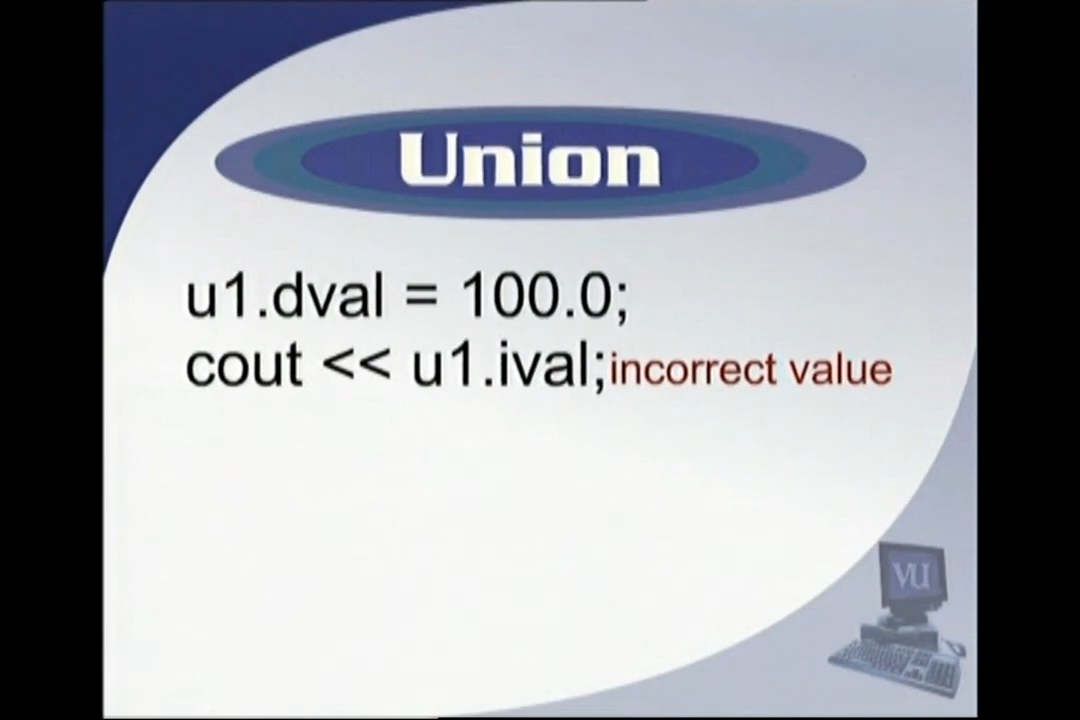 Union
u1.dval = 100.0;
cout << u1.ival;incorrect value
VU